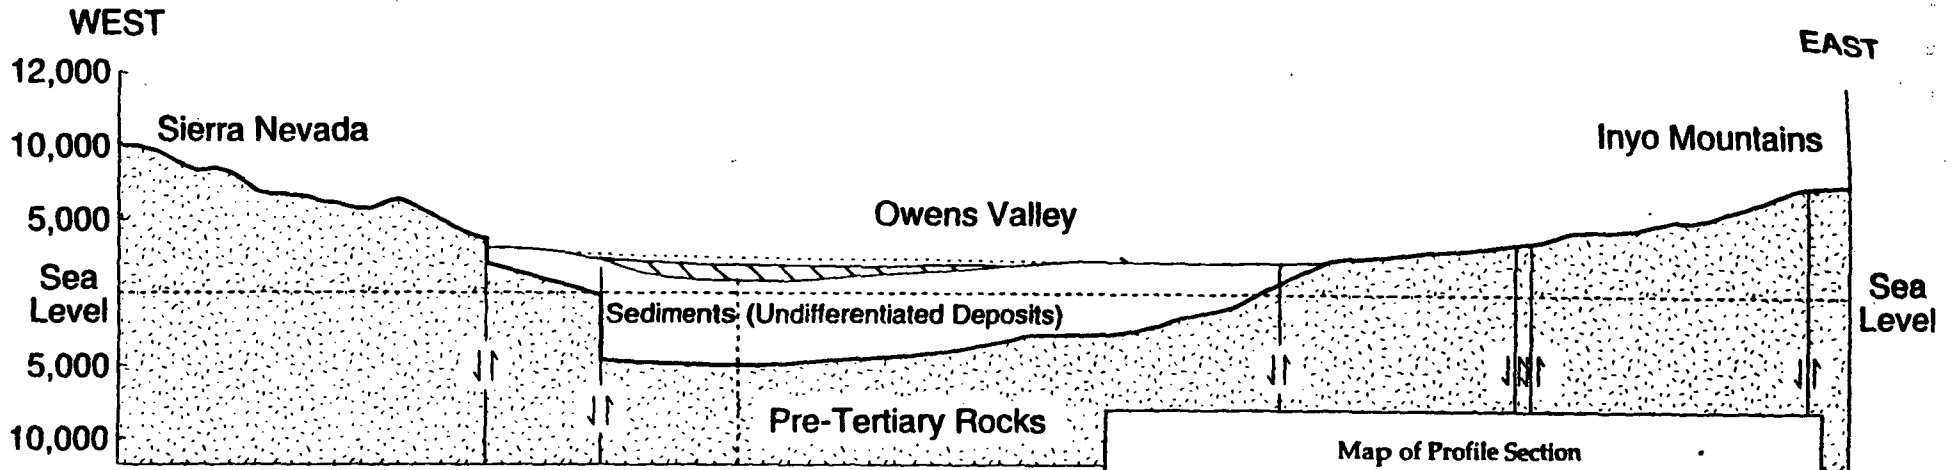 WEST
EAST
12,000
Sierra Nevada
Inyo Mountains
10,000
Owens Valley
5,000
Sea
Level
Sea
Level
Sediments (Undifferentiated Deposits)
5,000
Pre-Tertiary Rocks
10,000
Map of Profile Section